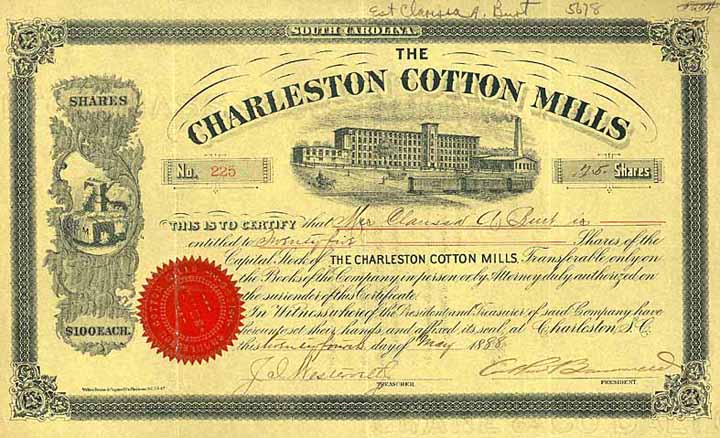 Est Clarissa A. Burt 5678
SOUTH CAROLINA.
THE
CHARLESTON COTTON MILLS
SHARES
No. 225
Shares
THIS IS TO CERTIFY that Mrs Clarissa A. Burt is
entitled to Shares of the
Capital Stock of THE CHARLESTON COTTON MILLS. Transferable only on
the Books of the Company in person or by Attorney duly authorized on
the surrender of this Certificate.
In Witness whereof the President and Treasurer of said Company have
hereunto set their hands and affixed its seal, at Charleston S.C.
this twenty fourth day of May 1888
$100 EACH.
TREASURER.
PRESIDENT.